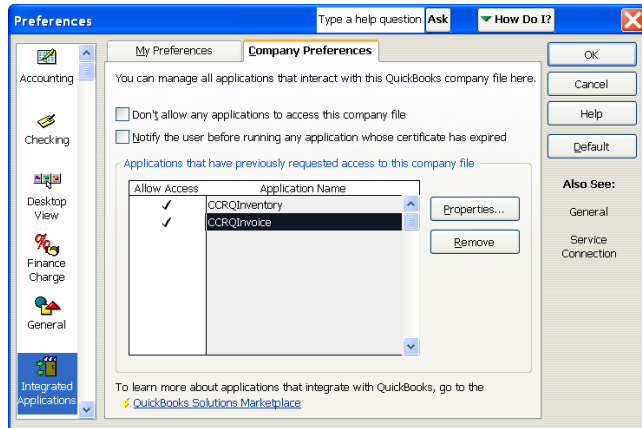 Preferences
Type a help question Ask
How Do I?
My Preferences
Company Preferences
You can manage all applications that interact with this QuickBooks company file here.
Don't allow any applications to access this company file
Notify the user before running any application whose certificate has expired
Applications that have previously requested access to this company file
Allow Access Application Name
CCRQInventory
CCRQInvoice
Properties...
Remove
To learn more about applications that integrate with QuickBooks, go to the
QuickBooks Solutions Marketplace
Accounting
Checking
Desktop
View
Finance
Charge
General
Integrated
Applications
OK
Cancel
Help
Default
Also See:
General
Service
Connection